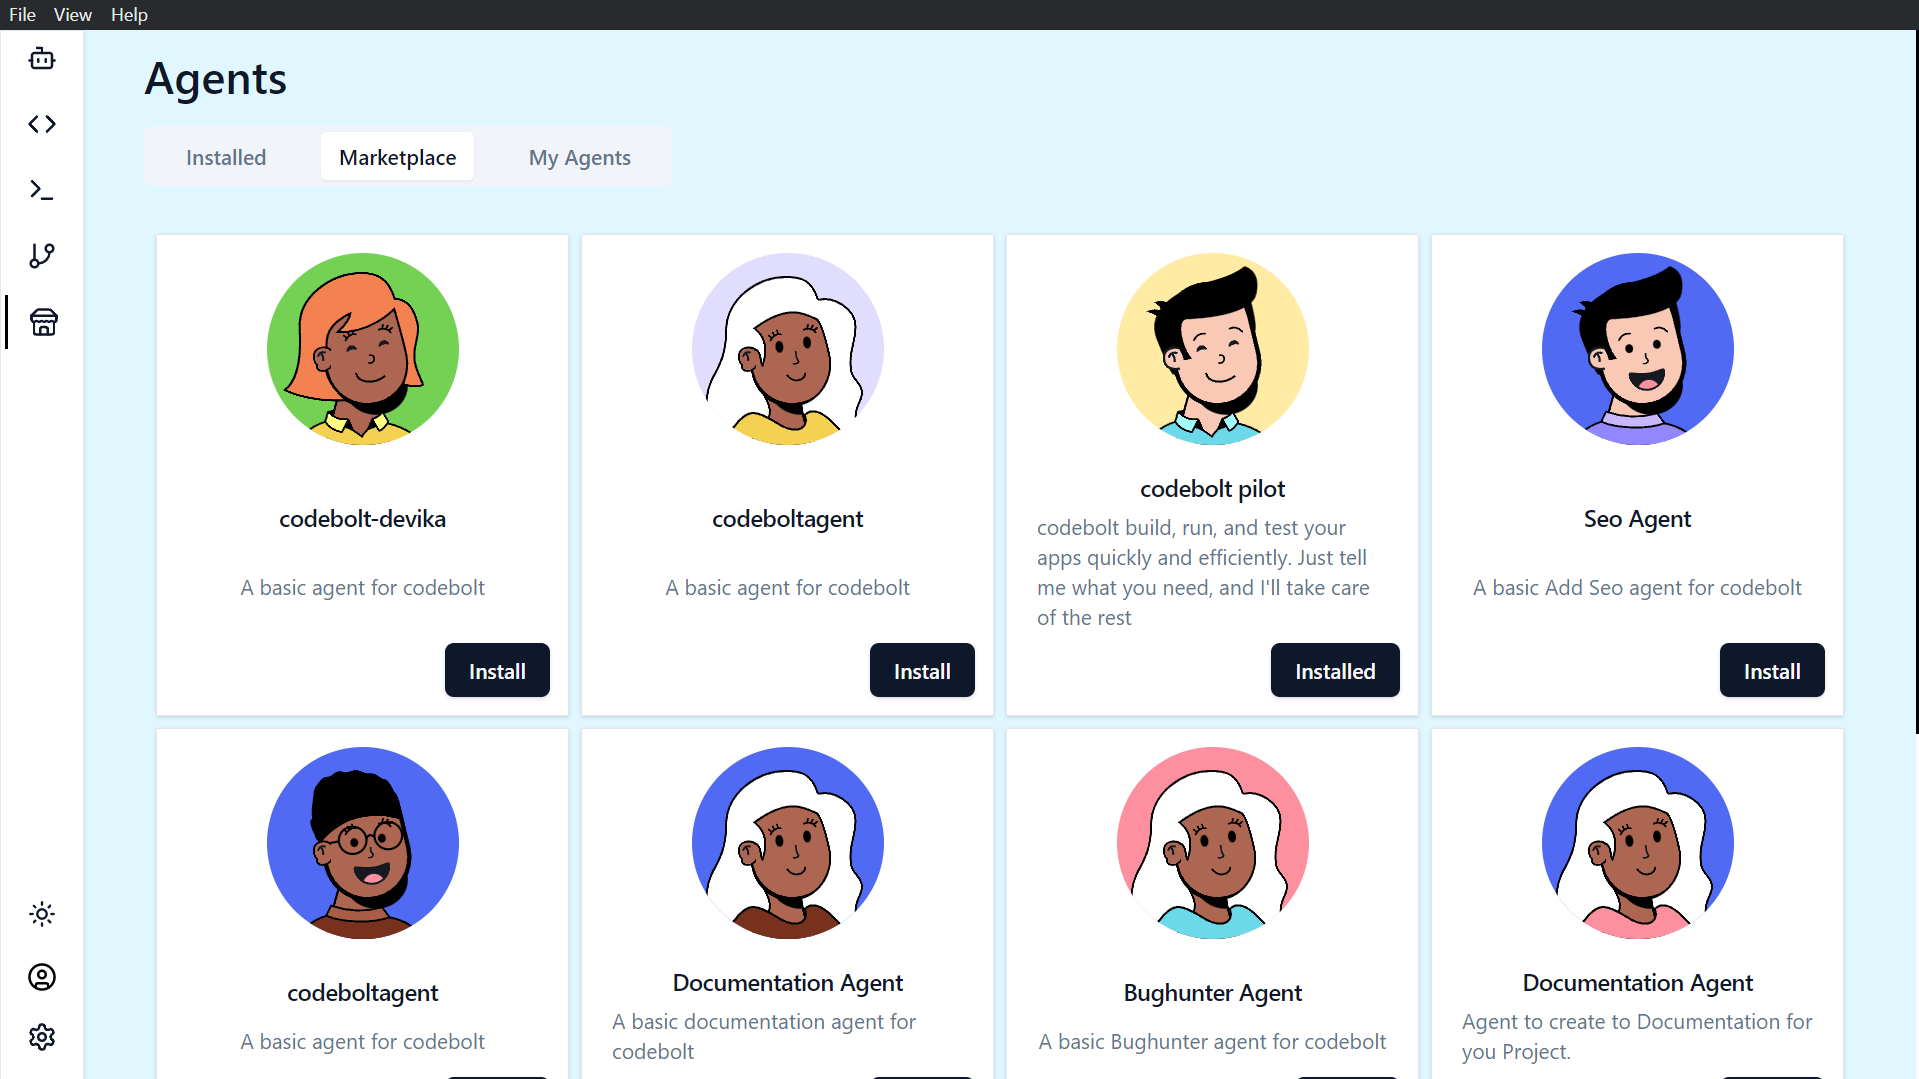 File View Help
Agents
Installed Marketplace My Agents
codebolt-devika
A basic agent for codebolt
Install
codeboltagent
A basic agent for codebolt
Install
codebolt pilot
codebolt build, run, and test your
apps quickly and efficiently. Just tell
me what you need, and I'll take care
of the rest
Installed
Seo Agent
A basic Add Seo agent for codebolt
Install
codeboltagent
A basic agent for codebolt
Documentation Agent
A basic documentation agent for
codebolt
Bughunter Agent
A basic Bughunter agent for codebolt
Documentation Agent
Agent to create to Documentation for
you Project.